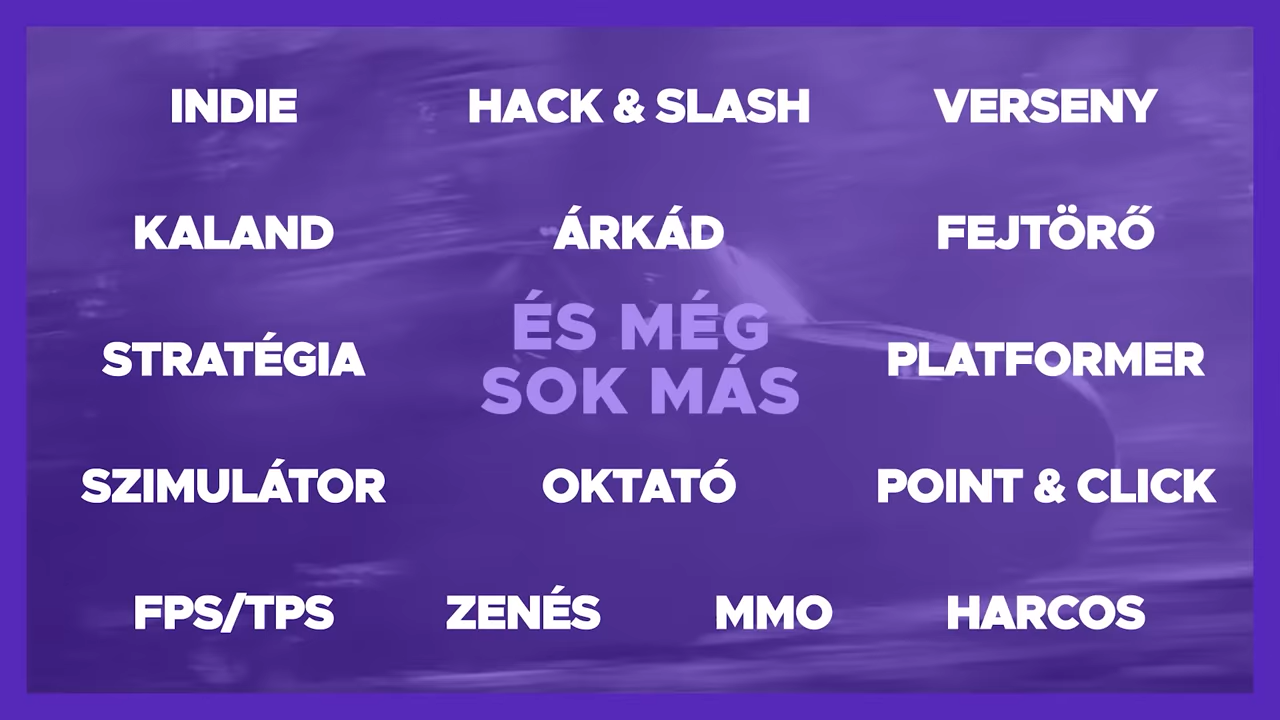 INDIE HACK & SLASH VERSENY
KALAND ÁRKÁD FEJTÖRŐ
ÉS MÉG
STRATÉGIA PLATFORMER
SOK MÁS
SZIMULÁTOR OKTATÓ POINT & CLICK
FPS/TPS ZENÉS MMO HARCOS